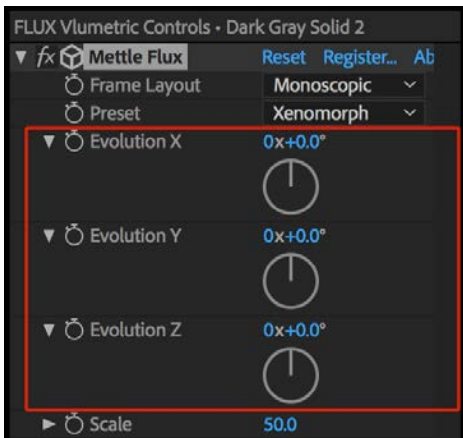 FLUX Vlumetric Controls • Dark Gray Solid 2
fx Mettle Flux Reset Register... Ab
Frame Layout Monoscopic
Preset Xenomorph
Evolution X 0x+0.0°
Evolution Y 0x+0.0°
Evolution Z 0x+0.0°
Scale 50.0